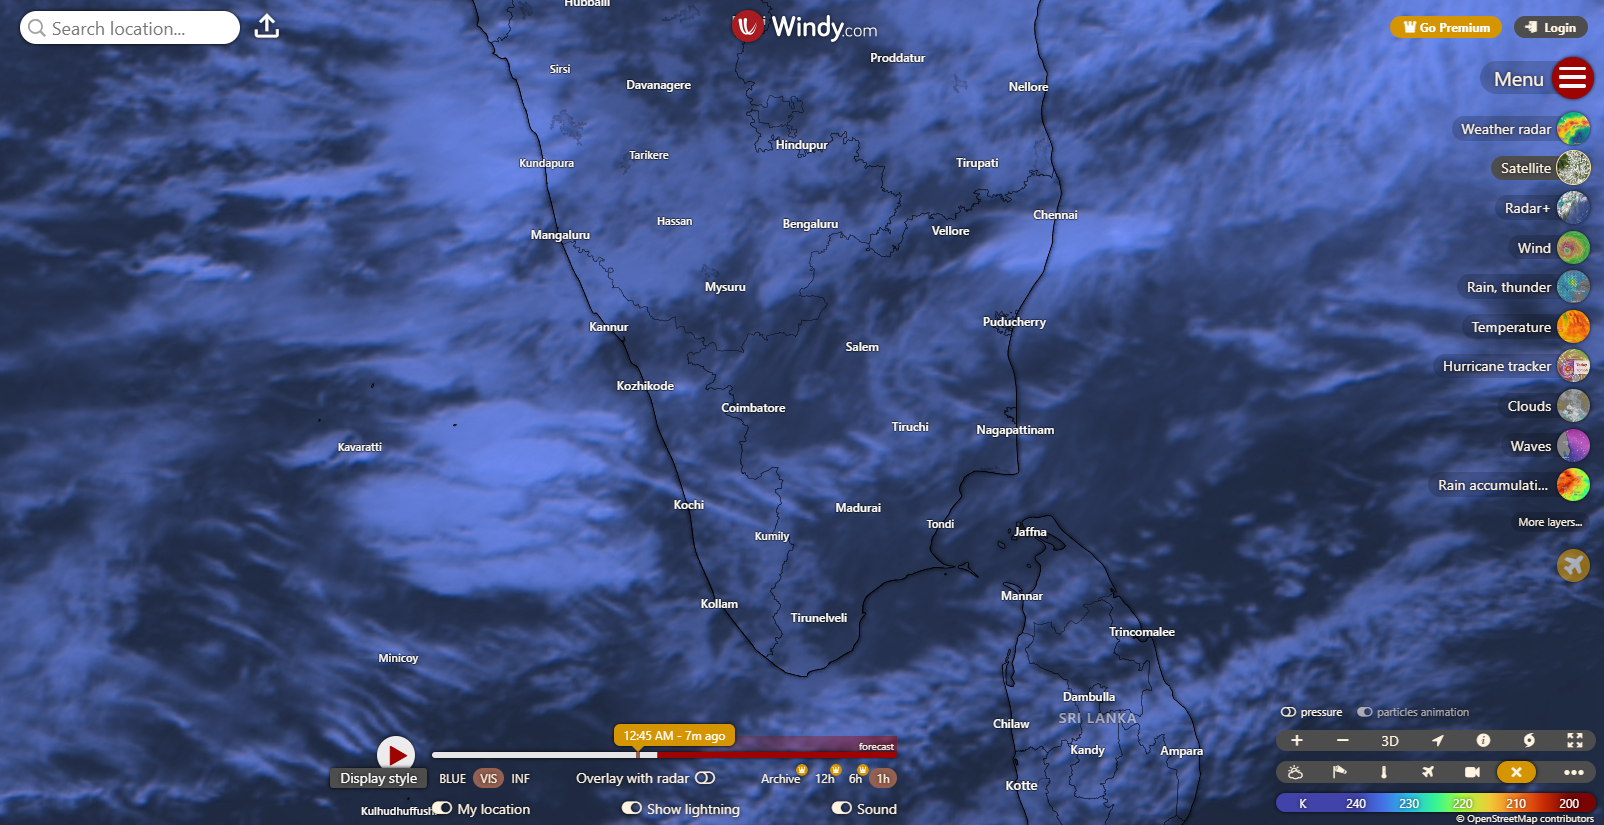 Hubballi
Search location...
Windy.com
Go Premium
Login
Proddatur
Sirsi
Davanagere
Nellore
Menu
Weather radar
Hindupur
Kundapura
Tarikere
Tirupati
Satellite
Radar+
Hassan
Bengaluru
Chennai
Mangaluru
Vellore
Wind
Mysuru
Rain, thunder
Kannur
Puducherry
Temperature
Salem
Hurricane tracker
Kozhikode
Coimbatore
Clouds
Tiruchi
Nagapattinam
Kavaratti
Waves
Rain accumulati...
Kochi
Madurai
Tondi
More layers...
Kumily
Jaffna
Mannar
Kollam
Tirunelveli
Trincomalee
Minicoy
Dambulla
SRI LANKA
pressure
particles animation
Chilaw
12:45 AM - 7m ago
forecast
Kandy
Ampara
3D
Display style
BLUE
VIS
INF
Overlay with radar
Archive
12h
6h
1h
Kotte
Kulhudhuffushi
My location
Show lightning
Sound
K 240 230 220 210 200
© OpenStreetMap contributors